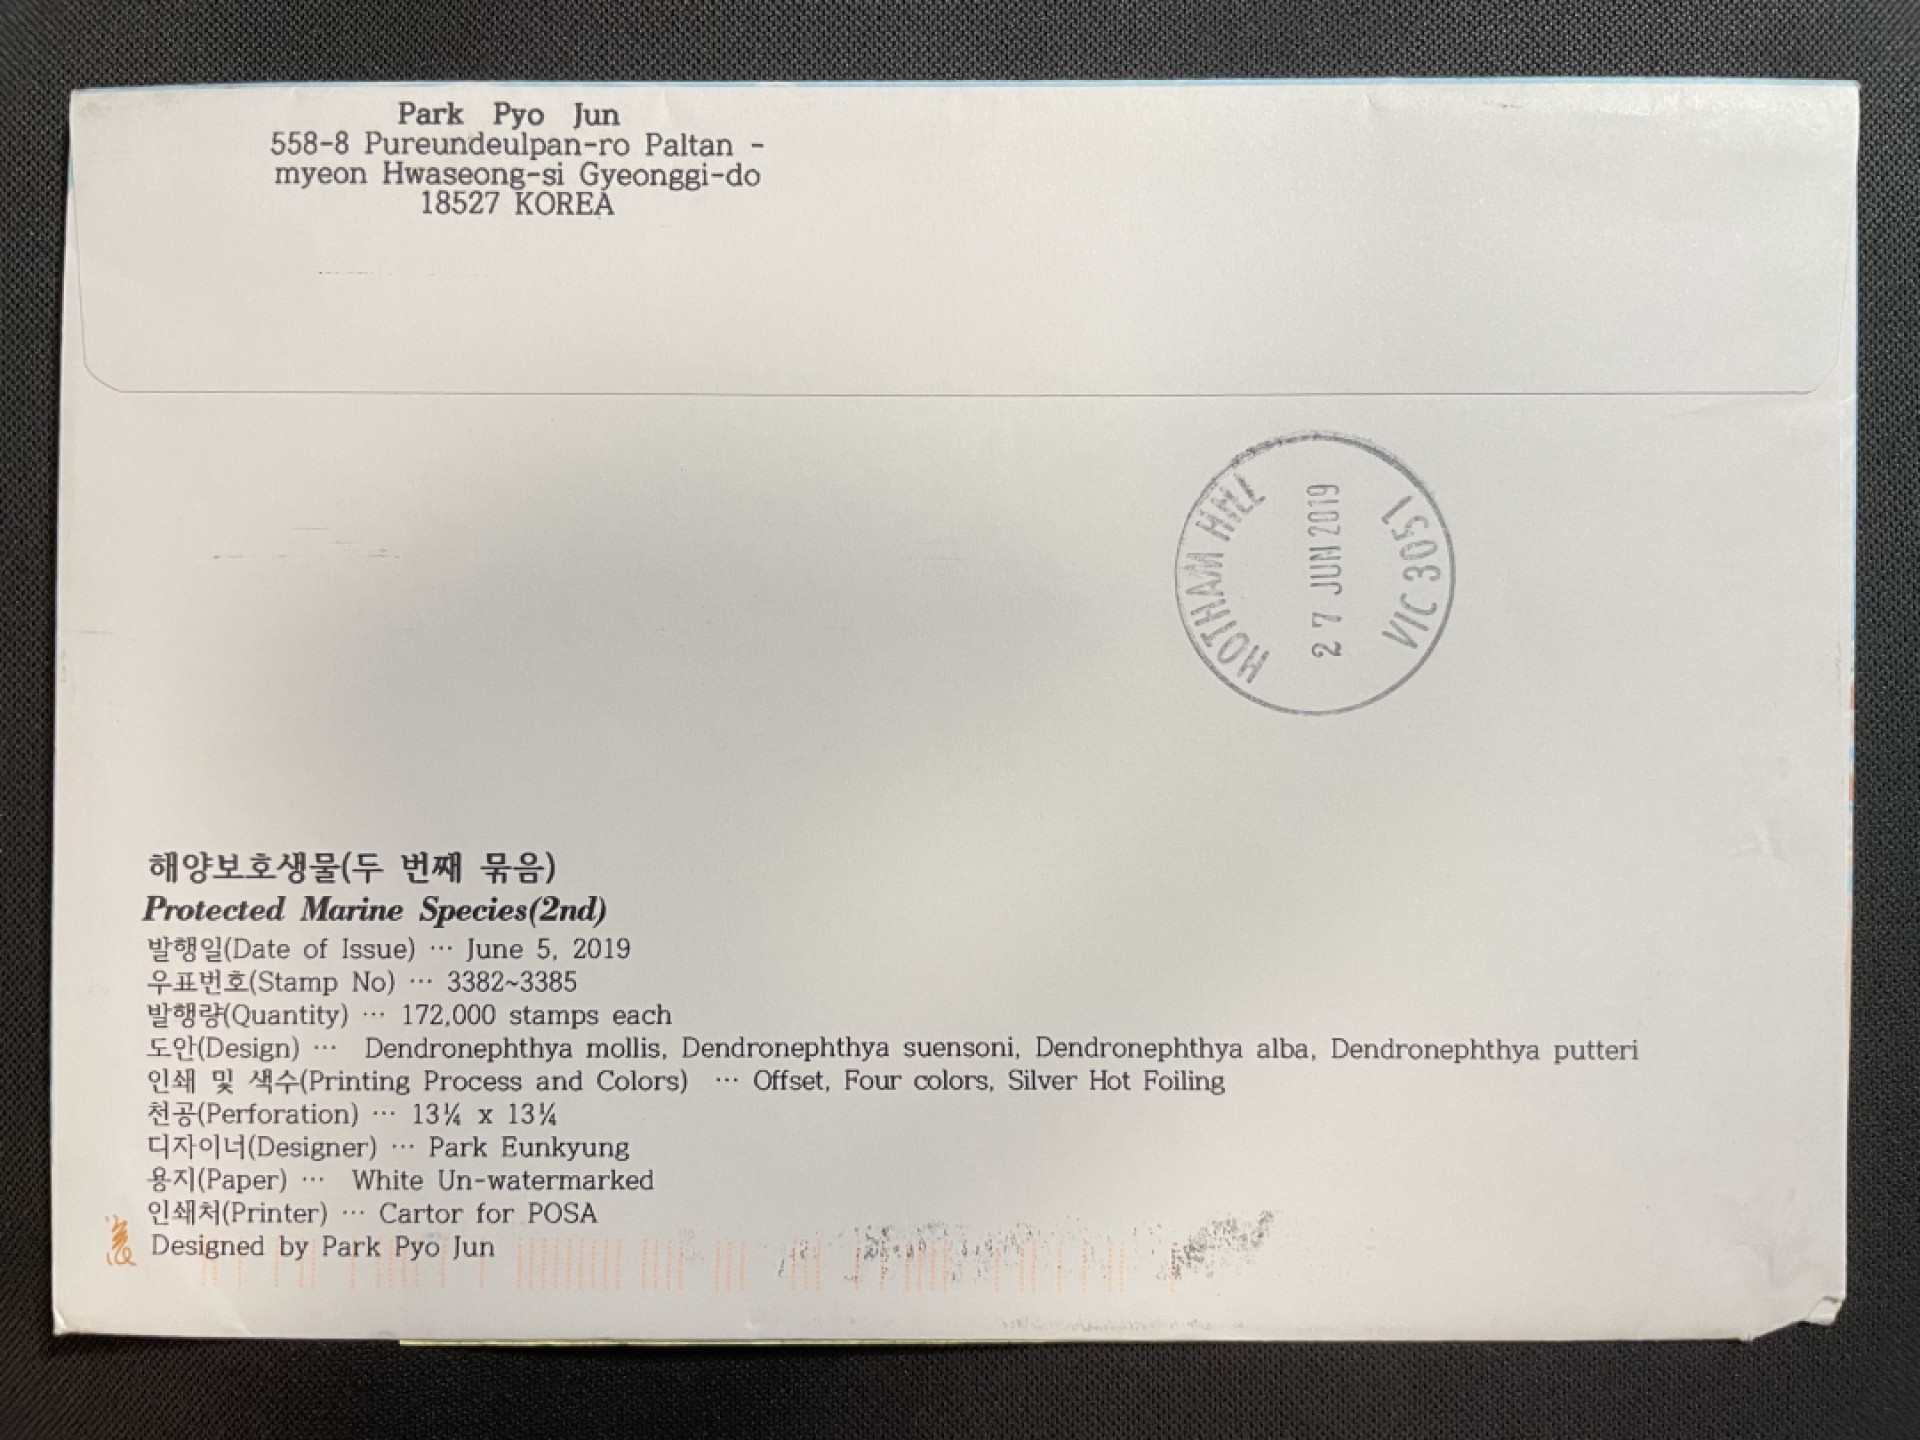 Park Pyo Jun
558-8 Pureundeulpan-ro Paltan -
myeon Hwaseong-si Gyeonggi-do
18527 KOREA
HOTHAM HILL
27 JUN 2019
VIC 3051
해양보호생물(두 번째 묶음)
Protected Marine Species(2nd)
발행일(Date of Issue) ··· June 5, 2019
우표번호(Stamp No) ··· 3382~3385
발행량(Quantity) ··· 172,000 stamps each
도안(Design) ··· Dendronephthya mollis, Dendronephthya suensoni, Dendronephthya alba, Dendronephthya putteri
인쇄 및 색수(Printing Process and Colors) ··· Offset, Four colors, Silver Hot Foiling
천공(Perforation) ··· 13¼ x 13¼
디자이너(Designer) ··· Park Eunkyung
용지(Paper) ··· White Un-watermarked
인쇄처(Printer) ··· Cartor for POSA
Designed by Park Pyo Jun